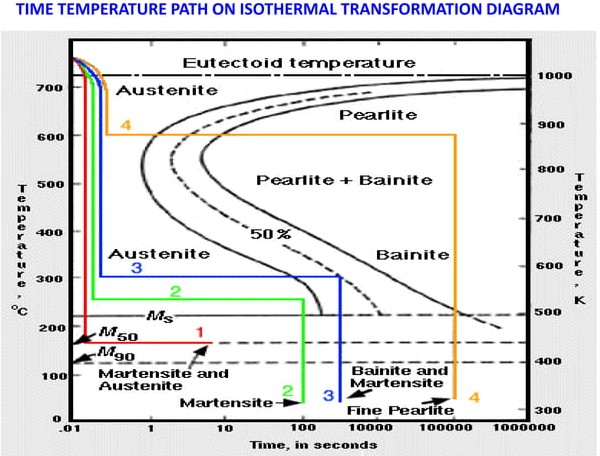 TIME TEMPERATURE PATH ON ISOTHERMAL TRANSFORMATION DIAGRAM
Eutectoid temperature
700
1000
Austenite
Pearlite
4
900
600
800
Pearlite + Bainite
500
700
50%
400
Austenite
Bainite
3
600
300
2
Ms
500
200
M50
1
M90
400
Martensite and
Austenite
100
Bainite and
Martensite
2
3
4
Martensite
Fine Pearlite
0
300
.01
1
10
100
1000
10000
100000
1000000
Time, in seconds
Temperature, °C
Temperature, K